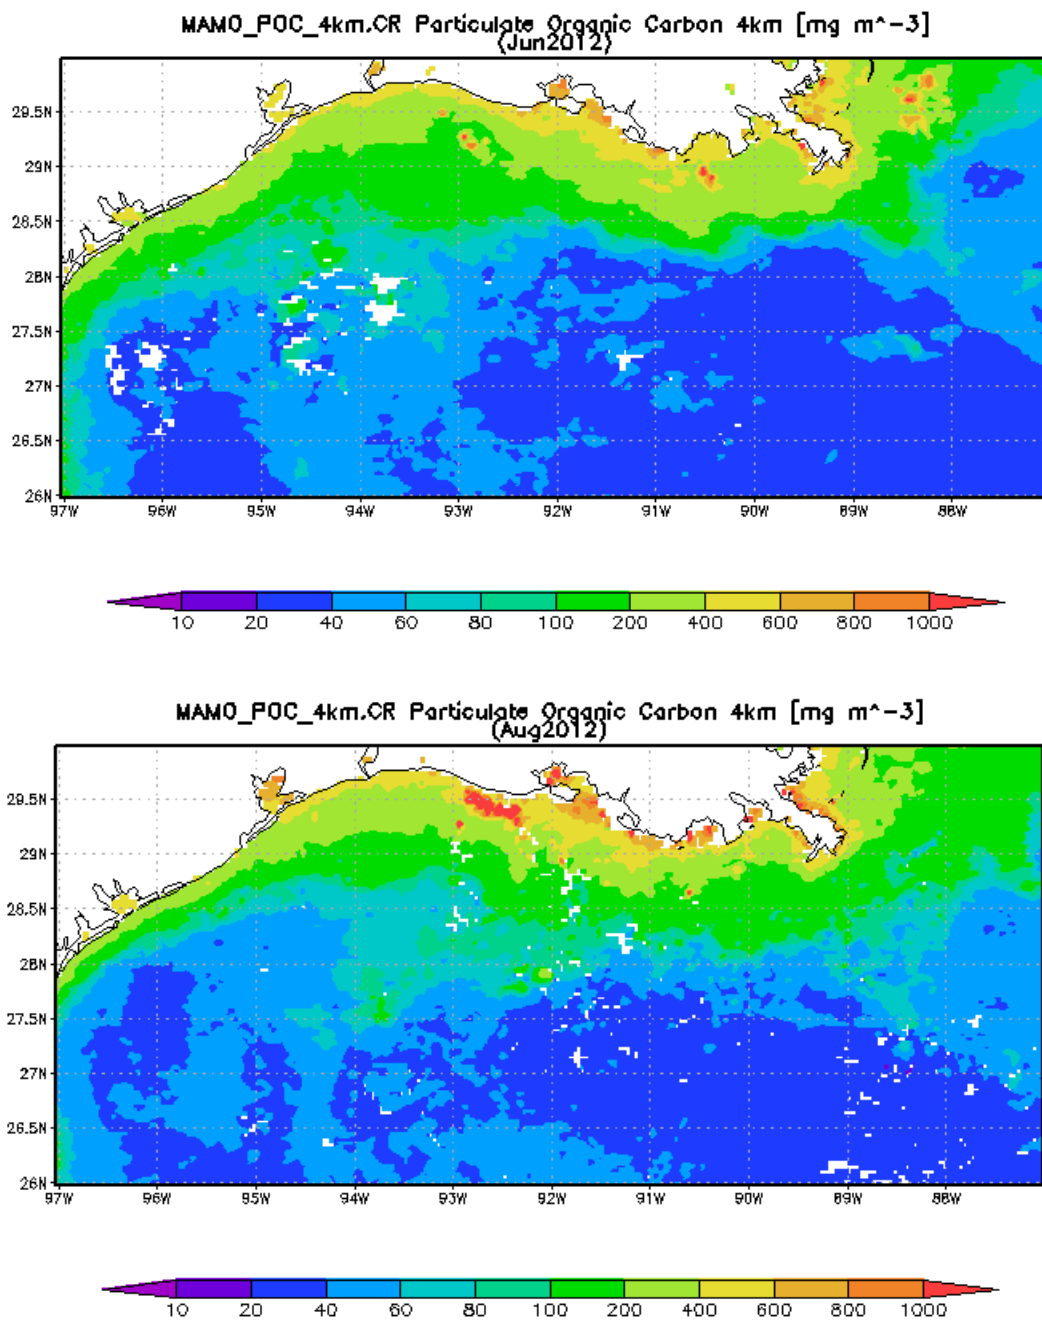 MAMO_POC_4km.CR Particulate Organic Carbon 4km [mg m^-3]
(Jun2012)
29.5N
29N
28.5N
28N
27.5N
27N
26.5N
26N
97W 96W 95W 94W 93W 92W 91W 90W 89W 88W
10 20 40 60 80 100 200 400 600 800 1000
MAMO_POC_4km.CR Particulate Organic Carbon 4km [mg m^-3]
(Aug2012)
29.5N
29N
28.5N
28N
27.5N
27N
26.5N
26N
97W 96W 95W 94W 93W 92W 91W 90W 89W 88W
10 20 40 60 80 100 200 400 600 800 1000